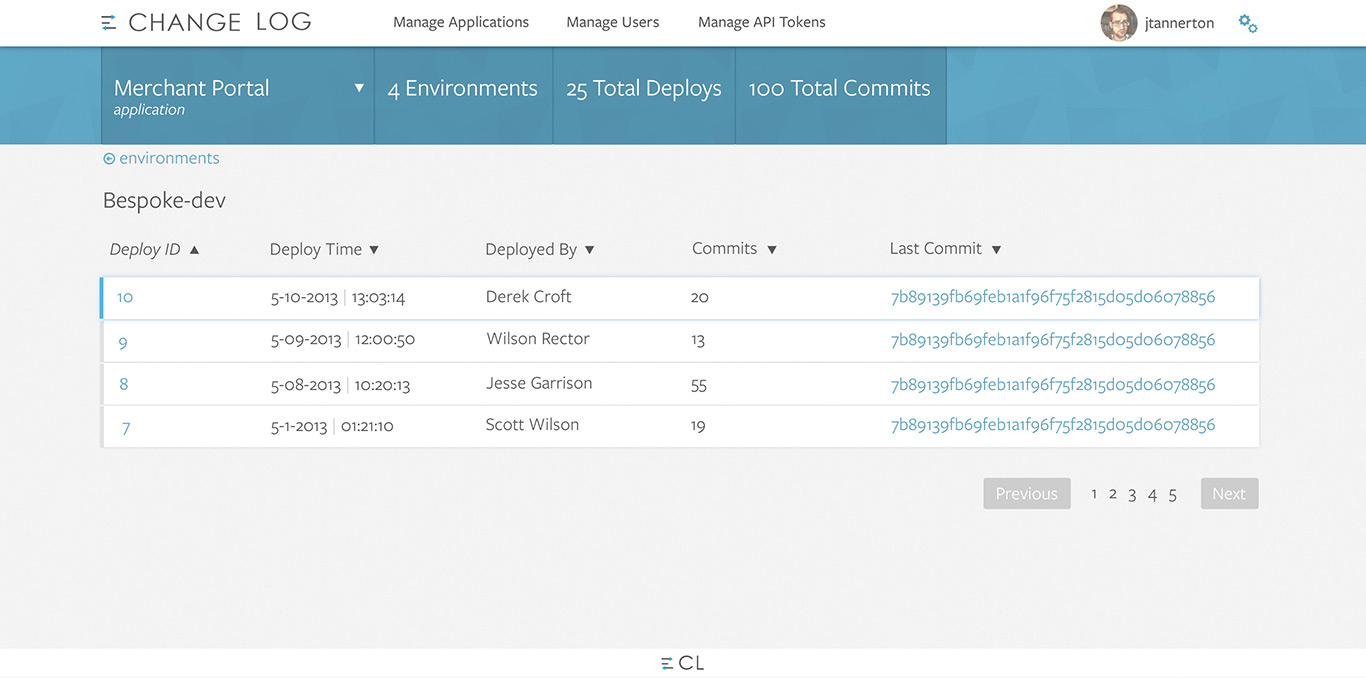 CHANGE LOG Manage Applications Manage Users Manage API Tokens jtannerton
Merchant Portal ▼ 4 Environments 25 Total Deploys 100 Total Commits
application
environments
Bespoke-dev
Deploy ID ▲ Deploy Time ▼ Deployed By ▼ Commits ▼ Last Commit ▼
10 5-10-2013 | 13:03:14 Derek Croft 20 7b89139fb69feb1a1f96f75f2815d05d06078856
9 5-09-2013 | 12:00:50 Wilson Rector 13 7b89139fb69feb1a1f96f75f2815d05d06078856
8 5-08-2013 | 10:20:13 Jesse Garrison 55 7b89139fb69feb1a1f96f75f2815d05d06078856
7 5-1-2013 | 01:21:10 Scott Wilson 19 7b89139fb69feb1a1f96f75f2815d05d06078856
Previous 1 2 3 4 5 Next
CL